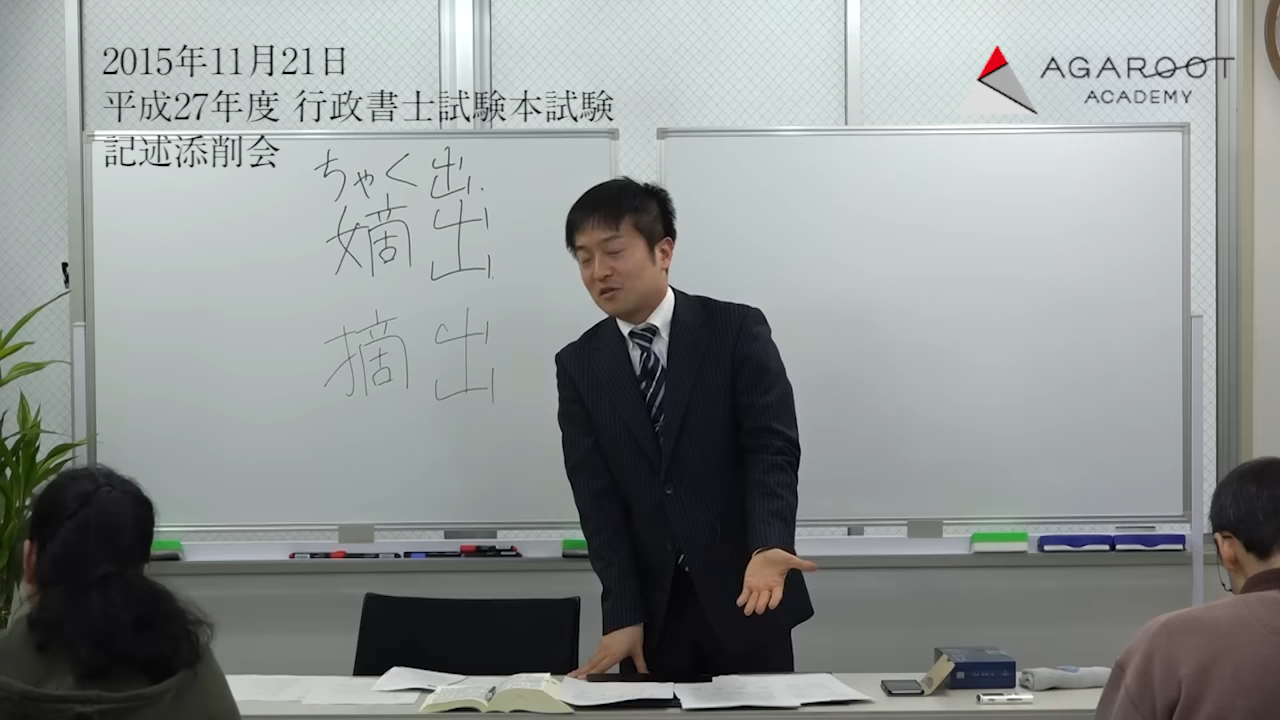 2015年11月21日
平成27年度 行政書士試験本試験
記述添削会
AGAROOT
ACADEMY
ちゃく出
嫡出
摘出